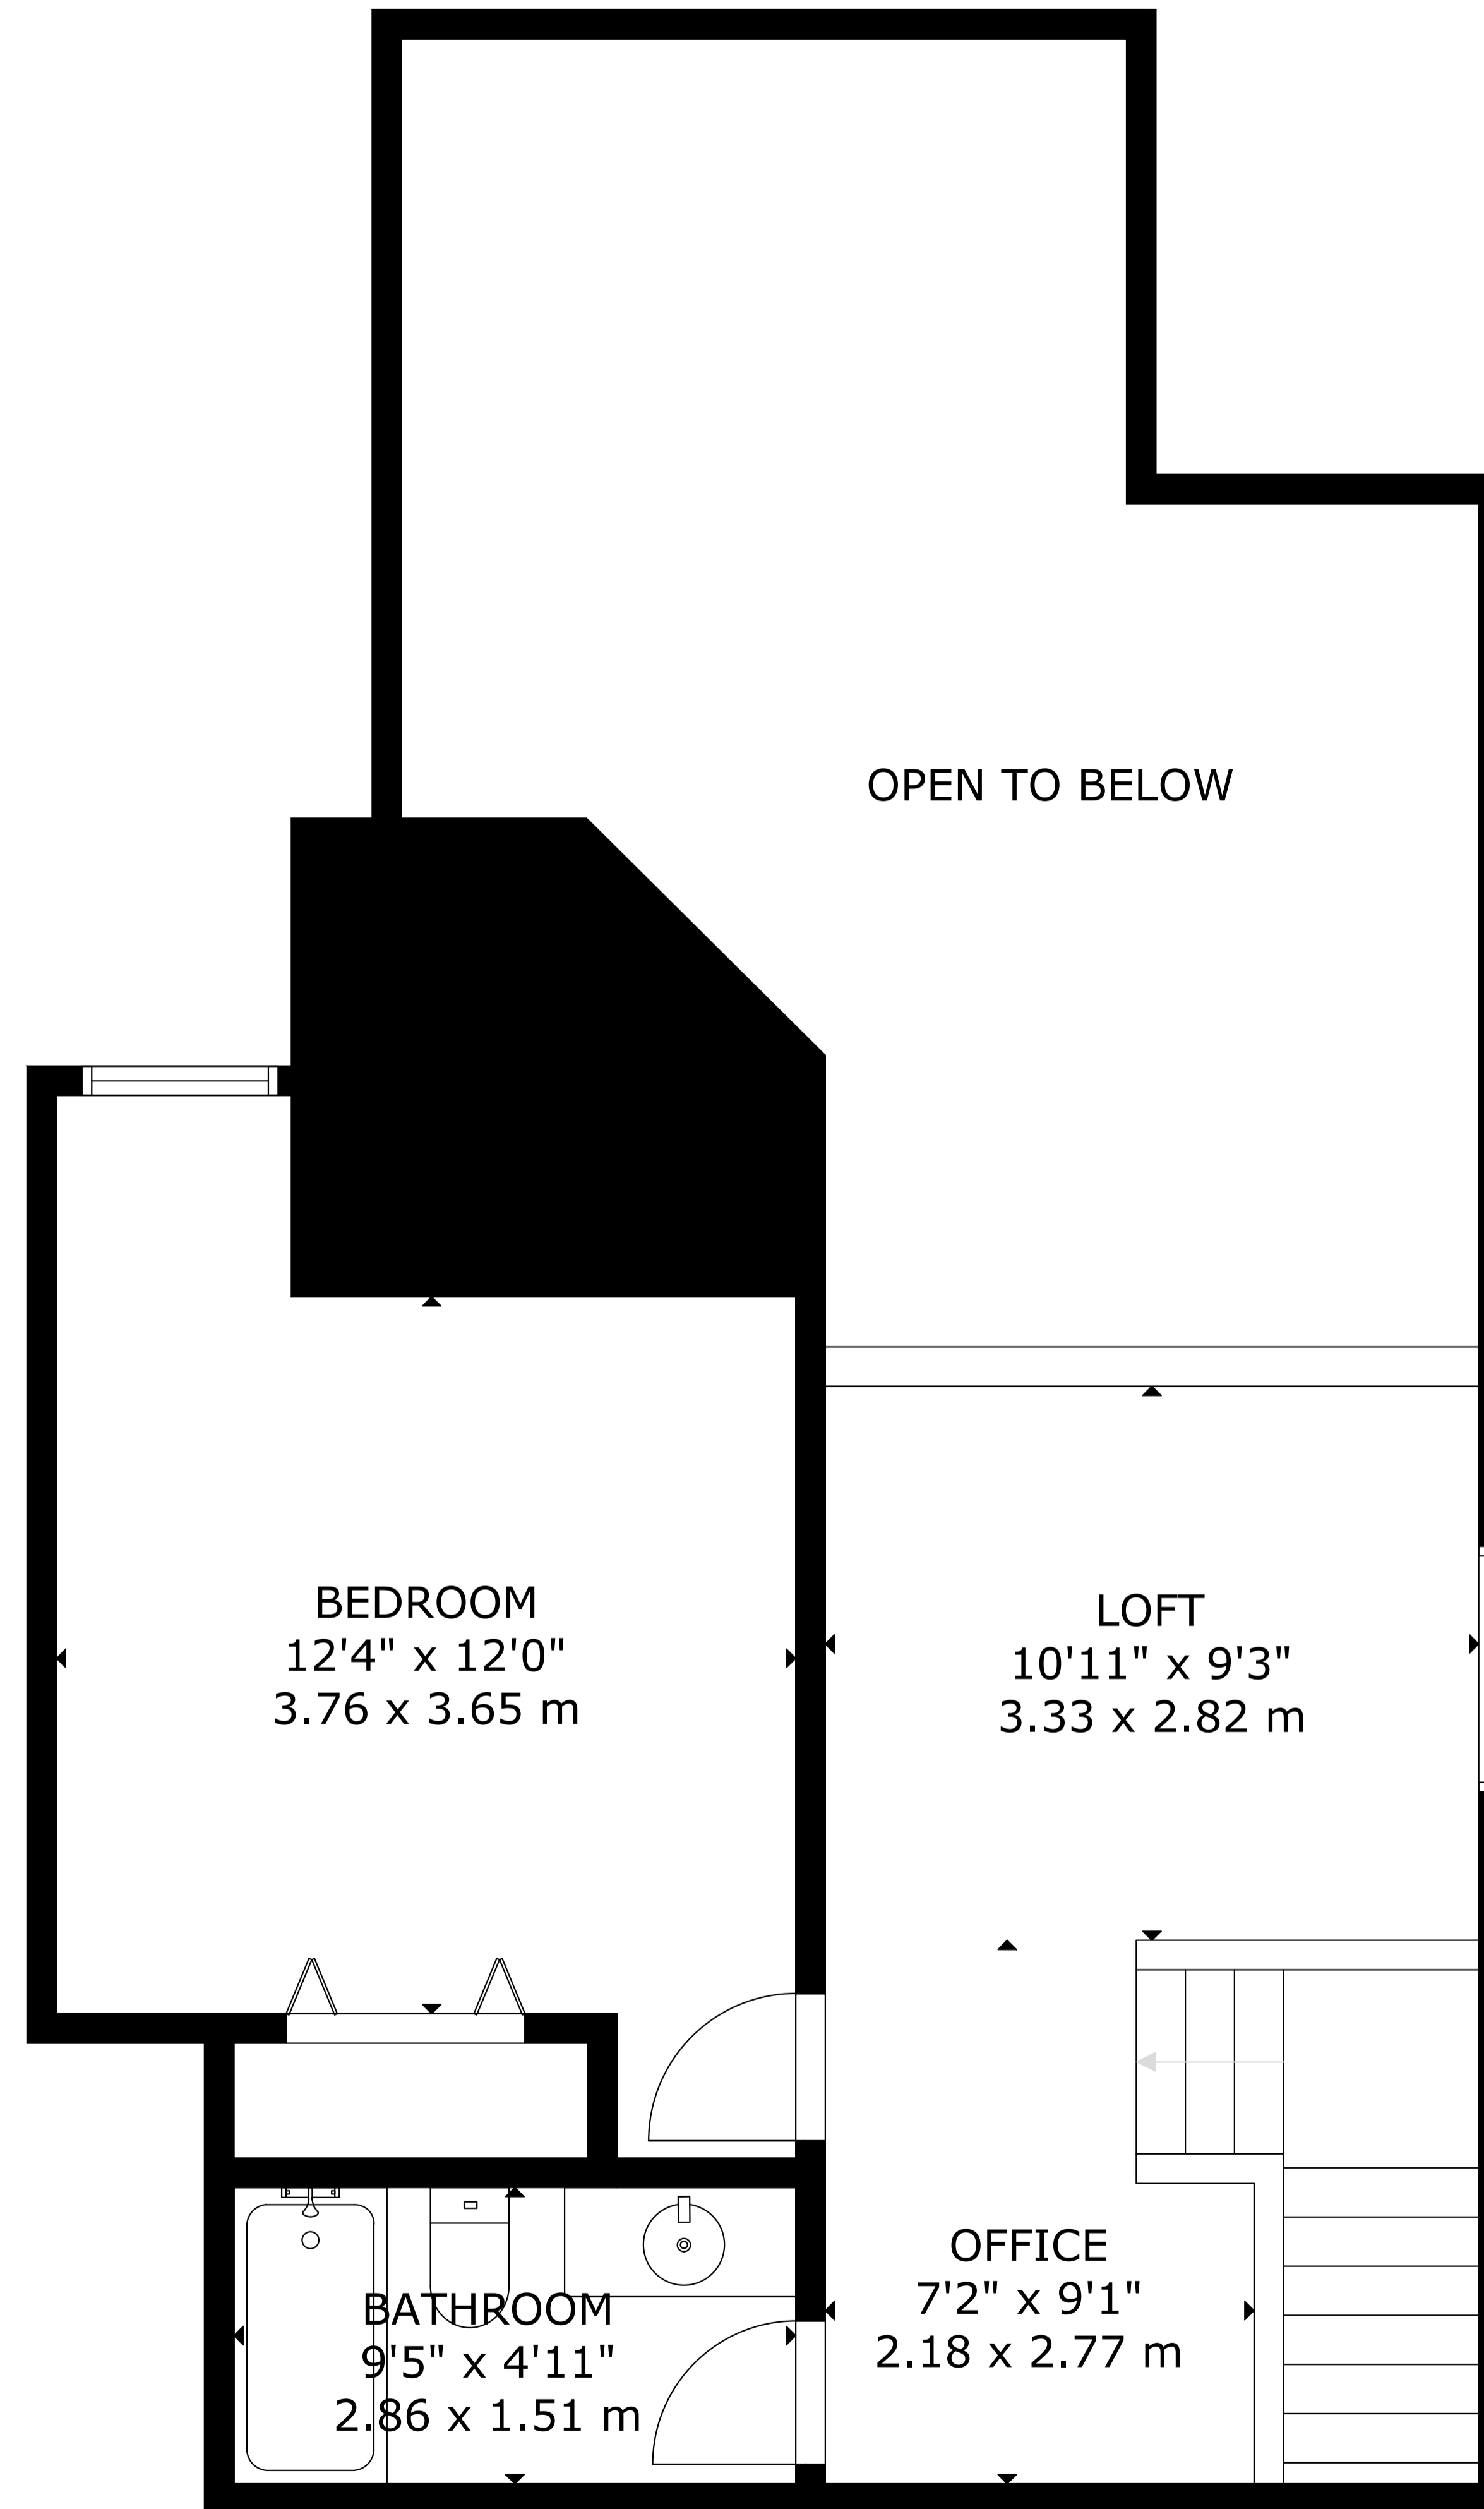 OPEN TO BELOW
BEDROOM
12'4" x 12'0"
3.76 x 3.65 m
LOFT
10'11" x 9'3"
3.33 x 2.82 m
OFFICE
7'2" x 9'1"
2.18 x 2.77 m
BATHROOM
9'5" x 4'11"
2.86 x 1.51 m